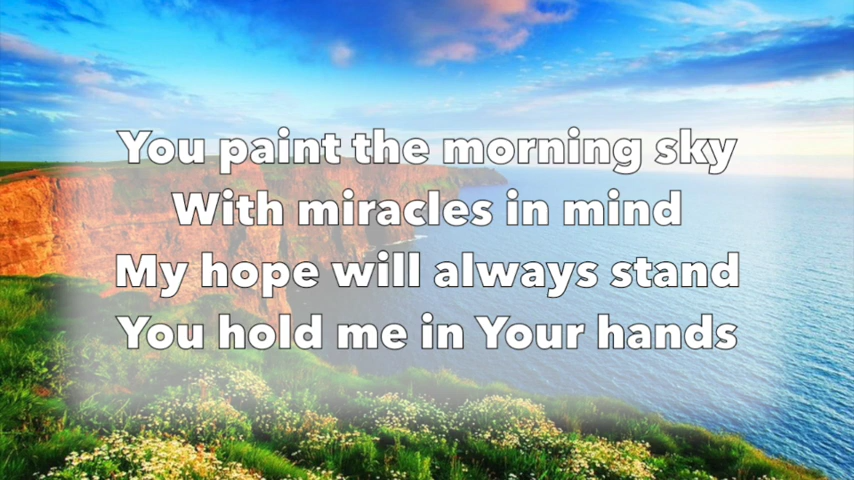 You paint the morning sky
With miracles in mind
My hope will always stand
You hold me in Your hands